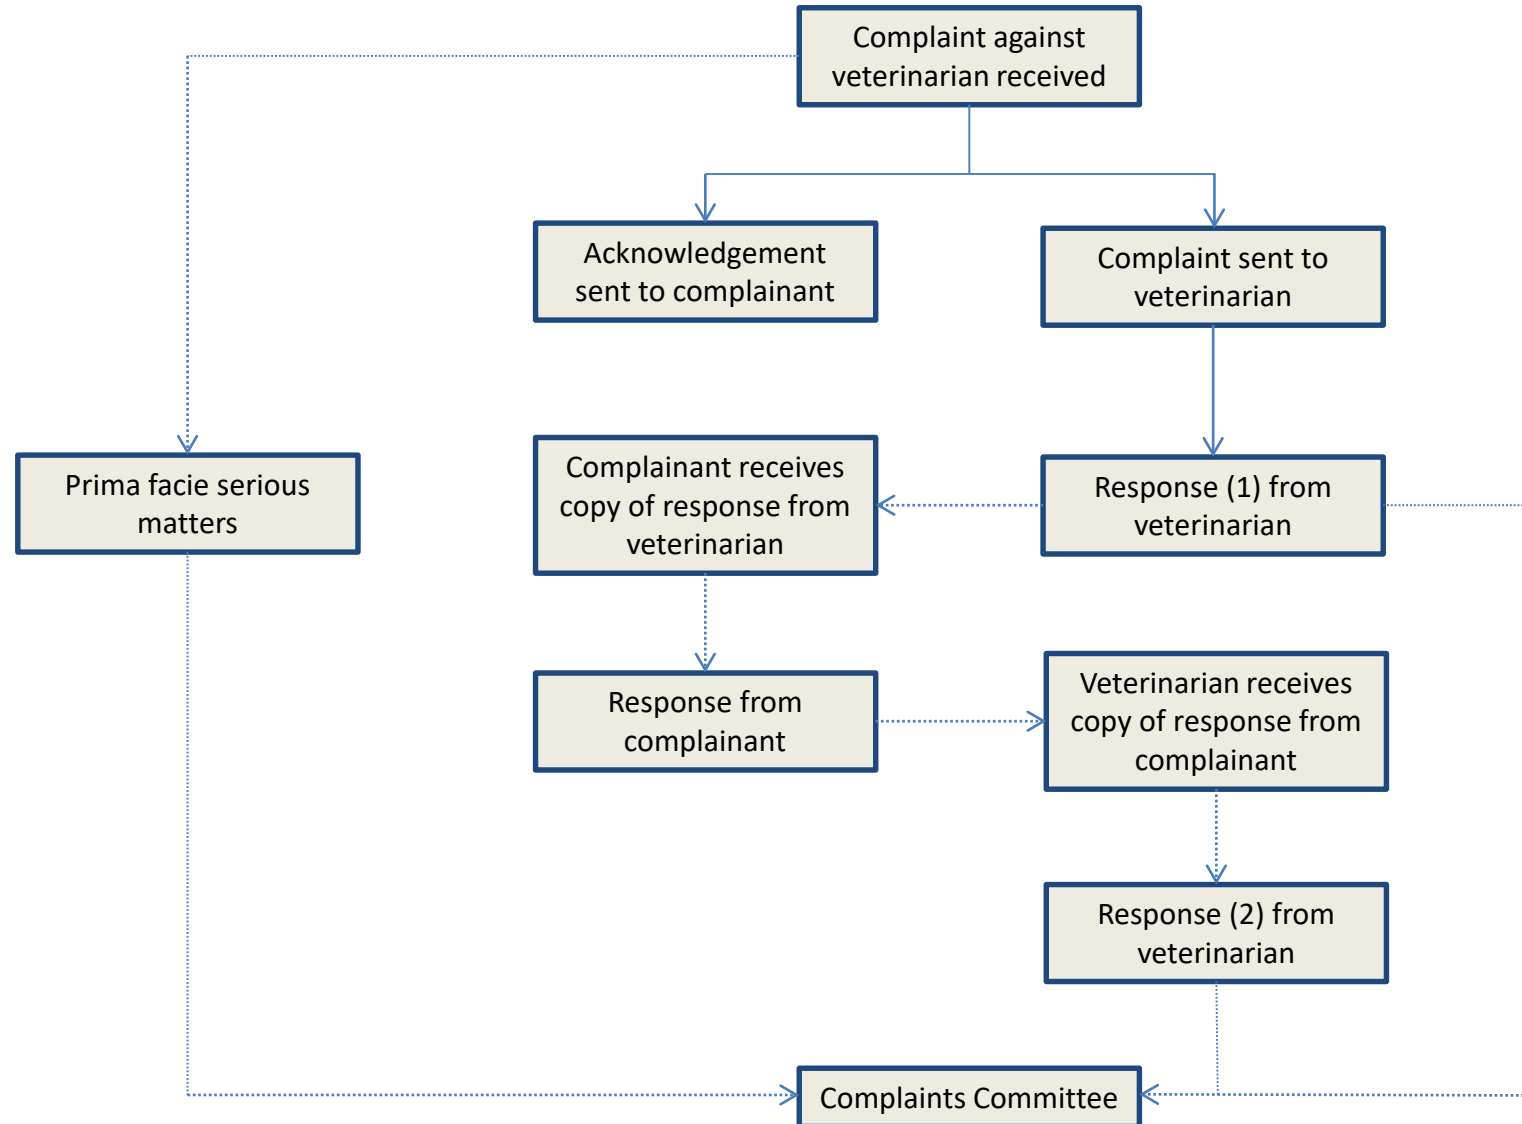 Complaint against
veterinarian received
Acknowledgement
sent to complainant
Complaint sent to
veterinarian
Prima facie serious
matters
Complainant receives
copy of response from
veterinarian
Response (1) from
veterinarian
Response from
complainant
Veterinarian receives
copy of response from
complainant
Response (2) from
veterinarian
Complaints Committee